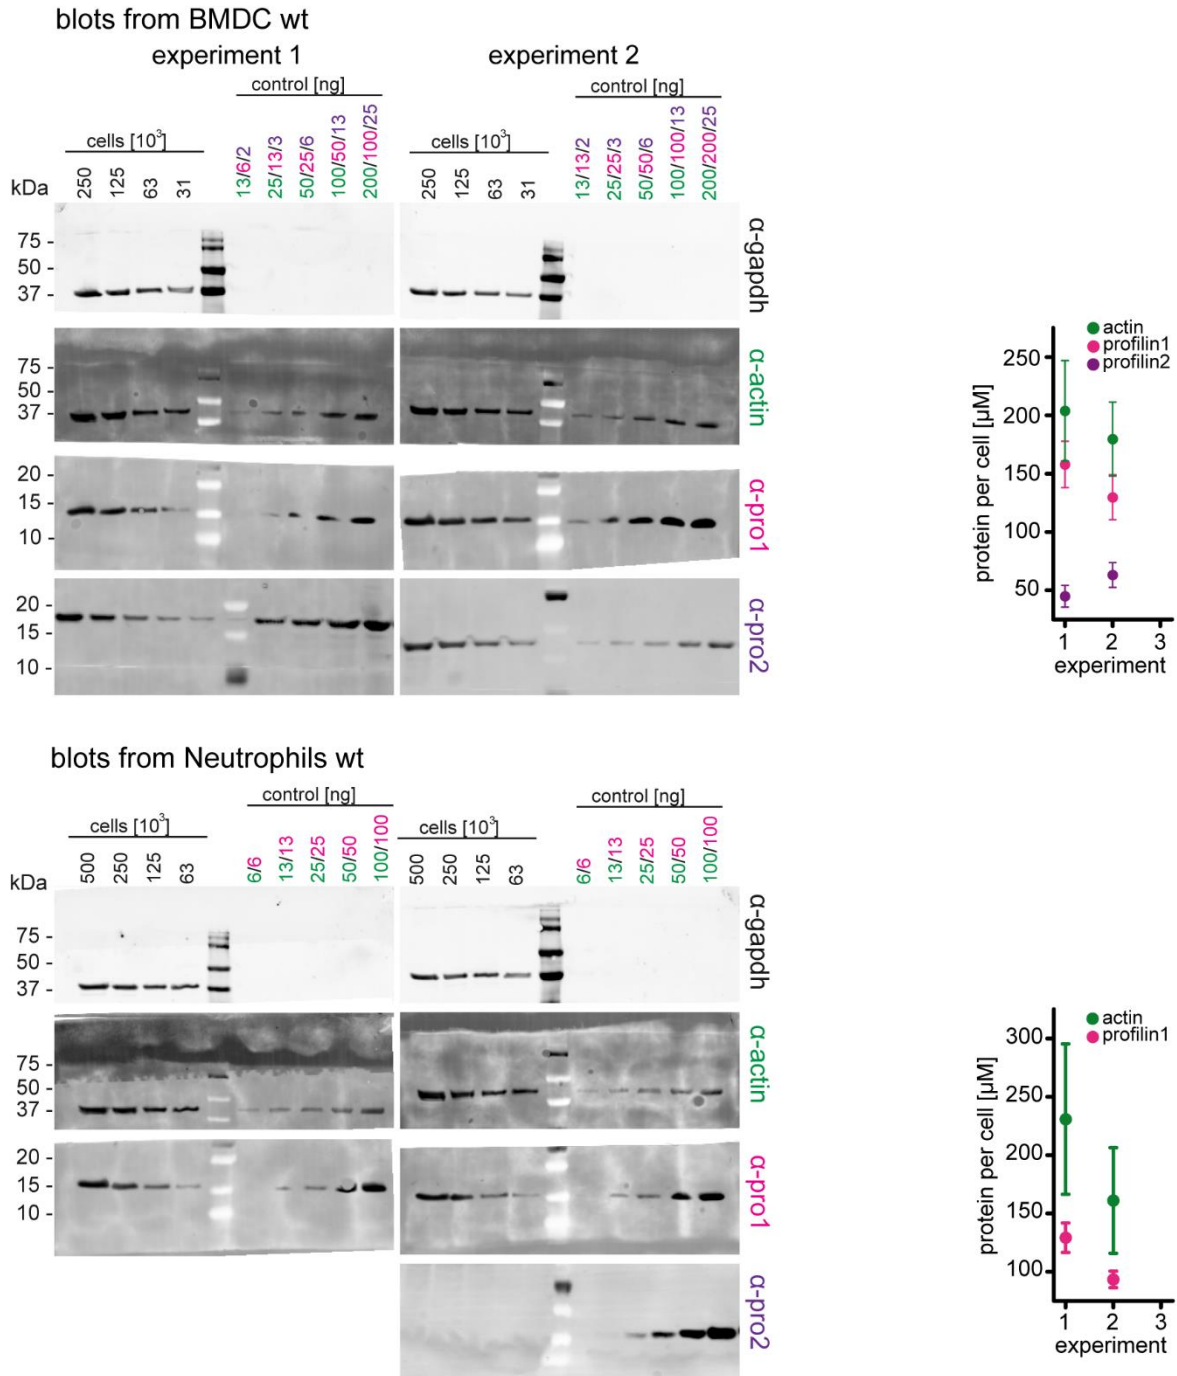 blots from BMDC wt
experiment 1
experiment 2
control [ng]
control [ng]
cells [10³]
cells [10³]
kDa
250 125 63 31
13/6/2 25/13/3 50/25/6 100/50/13 200/100/25
250 125 63 31
13/13/2 25/25/3 50/50/6 100/100/13 200/200/25
75 -
50 -
37 -
α-gapdh
75 -
50 -
37 -
α-actin
20 -
15 -
10 -
α-pro1
20 -
15 -
10 -
α-pro2
actin
profilin1
profilin2
protein per cell [µM]
250
200
150
100
50
1 2 3
experiment
blots from Neutrophils wt
control [ng]
control [ng]
cells [10³]
cells [10³]
kDa
500 250 125 63
6/6 13/13 25/25 50/50 100/100
500 250 125 63
6/6 13/13 25/25 50/50 100/100
75 -
50 -
37 -
α-gapdh
75 -
50 -
37 -
α-actin
20 -
15 -
10 -
α-pro1
α-pro2
actin
profilin1
protein per cell [µM]
300
250
200
150
100
1 2 3
experiment